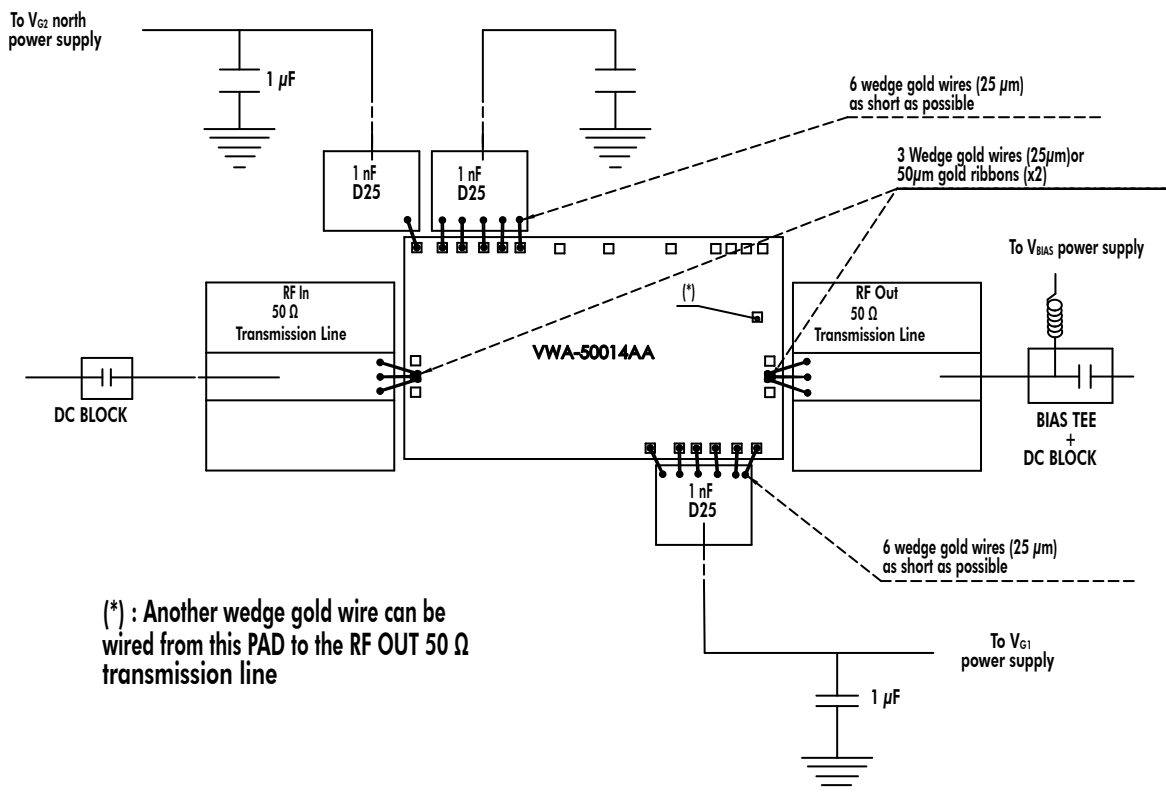 To VG2 north
power supply
1 µF
6 wedge gold wires (25 µm)
as short as possible
3 Wedge gold wires (25µm)or
50µm gold ribbons (x2)
1 nF
D25
1 nF
D25
To VBIAS power supply
RF In
50 Ω
Transmission Line
(*)
RF Out
50 Ω
Transmission Line
VWA-50014AA
DC BLOCK
BIAS TEE
+
DC BLOCK
1 nF
D25
6 wedge gold wires (25 µm)
as short as possible
(*) : Another wedge gold wire can be
wired from this PAD to the RF OUT 50 Ω
transmission line
To VG1
power supply
1 µF